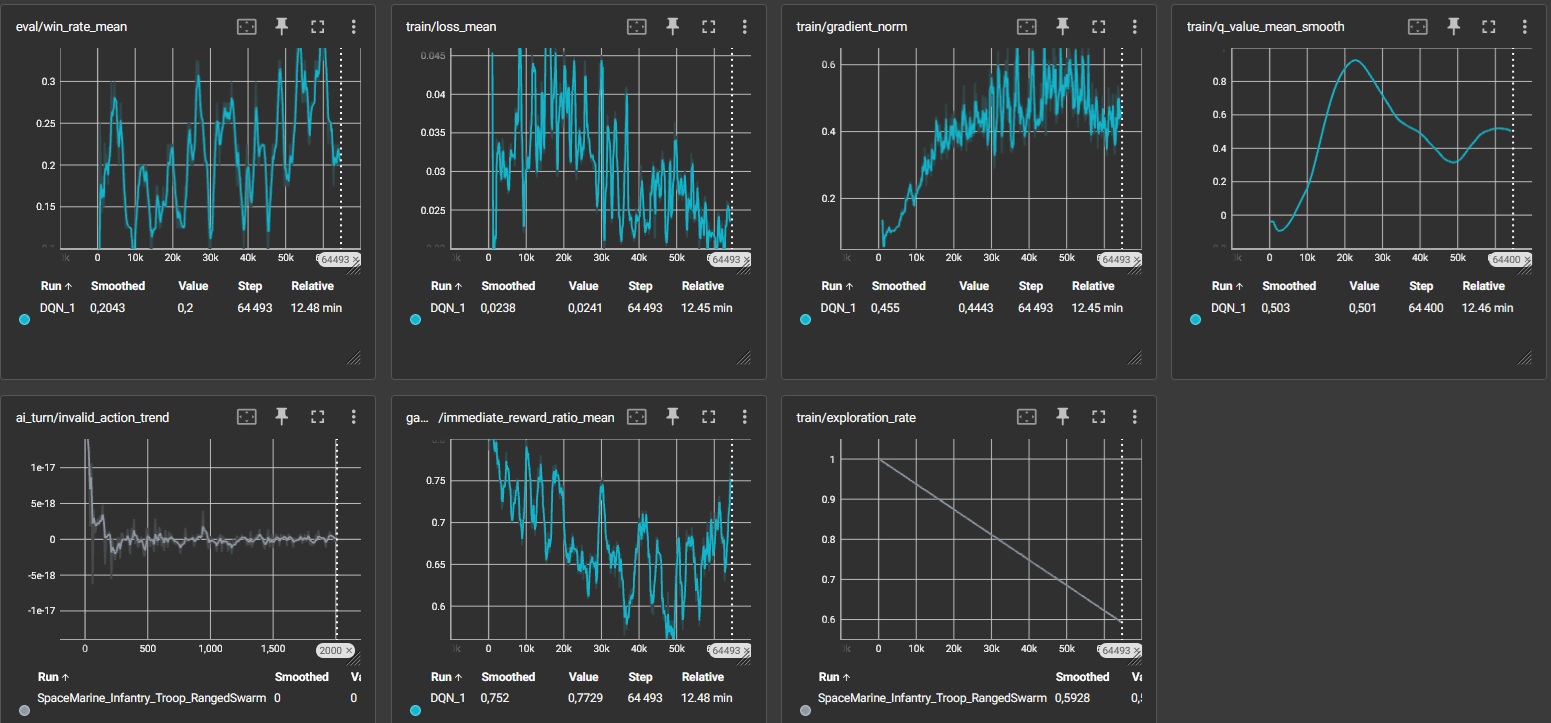 eval/win_rate_mean
0.3
0.25
0.2
0.15
0 10k 20k 30k 40k 50k 64493
Run ↑ Smoothed Value Step Relative
DQN_1 0,2043 0,2 64 493 12.48 min
train/loss_mean
0.045
0.04
0.035
0.03
0.025
0 10k 20k 30k 40k 50k 64493
Run ↑ Smoothed Value Step Relative
DQN_1 0,0238 0,0241 64 493 12.45 min
train/gradient_norm
0.6
0.4
0.2
0 10k 20k 30k 40k 50k 64493
Run ↑ Smoothed Value Step Relative
DQN_1 0,455 0,4443 64 493 12.45 min
train/q_value_mean_smooth
0.8
0.6
0.4
0.2
0
0 10k 20k 30k 40k 50k 64400
Run ↑ Smoothed Value Step Relative
DQN_1 0,503 0,501 64 400 12.46 min
ai_turn/invalid_action_trend
1e-17
5e-18
0
-5e-18
-1e-17
0 500 1,000 1,500 2000
Run ↑ Smoothed
SpaceMarine_Infantry_Troop_RangedSwarm 0 0
ga... /immediate_reward_ratio_mean
0.75
0.7
0.65
0.6
0 10k 20k 30k 40k 50k 64493
Run ↑ Smoothed Value Step Relative
DQN_1 0,752 0,7729 64 493 12.48 min
train/exploration_rate
1
0.9
0.8
0.7
0.6
0 10k 20k 30k 40k 50k 64493
Run ↑ Smoothed
SpaceMarine_Infantry_Troop_RangedSwarm 0,5928